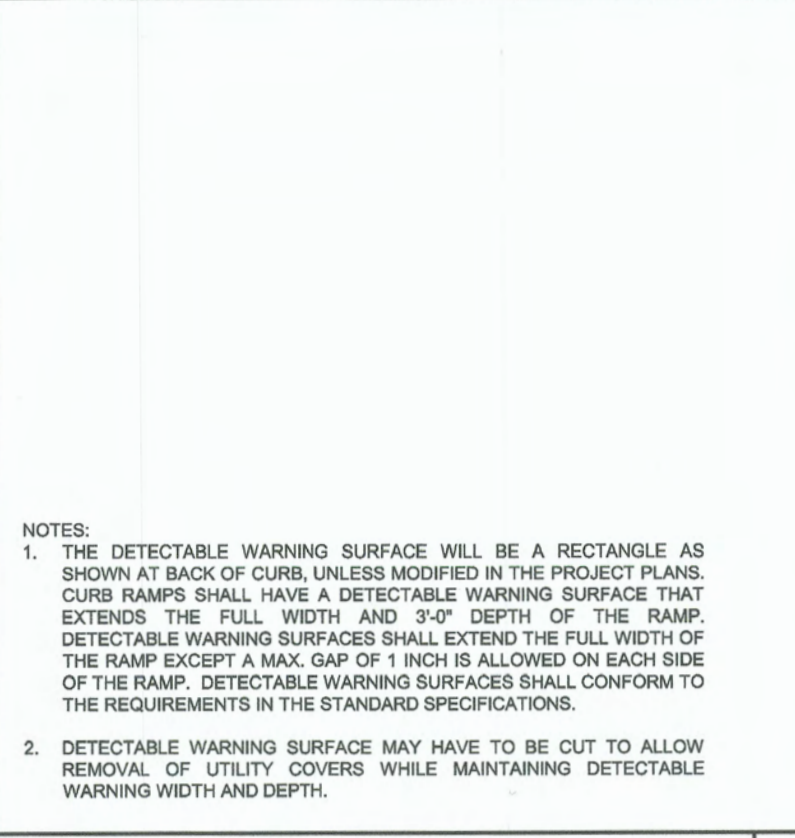 NOTES:
1. THE DETECTABLE WARNING SURFACE WILL BE A RECTANGLE AS
SHOWN AT BACK OF CURB, UNLESS MODIFIED IN THE PROJECT PLANS.
CURB RAMPS SHALL HAVE A DETECTABLE WARNING SURFACE THAT
EXTENDS THE FULL WIDTH AND 3'-0" DEPTH OF THE RAMP.
DETECTABLE WARNING SURFACES SHALL EXTEND THE FULL WIDTH OF
THE RAMP EXCEPT A MAX. GAP OF 1 INCH IS ALLOWED ON EACH SIDE
OF THE RAMP. DETECTABLE WARNING SURFACES SHALL CONFORM TO
THE REQUIREMENTS IN THE STANDARD SPECIFICATIONS.
2. DETECTABLE WARNING SURFACE MAY HAVE TO BE CUT TO ALLOW
REMOVAL OF UTILITY COVERS WHILE MAINTAINING DETECTABLE
WARNING WIDTH AND DEPTH.